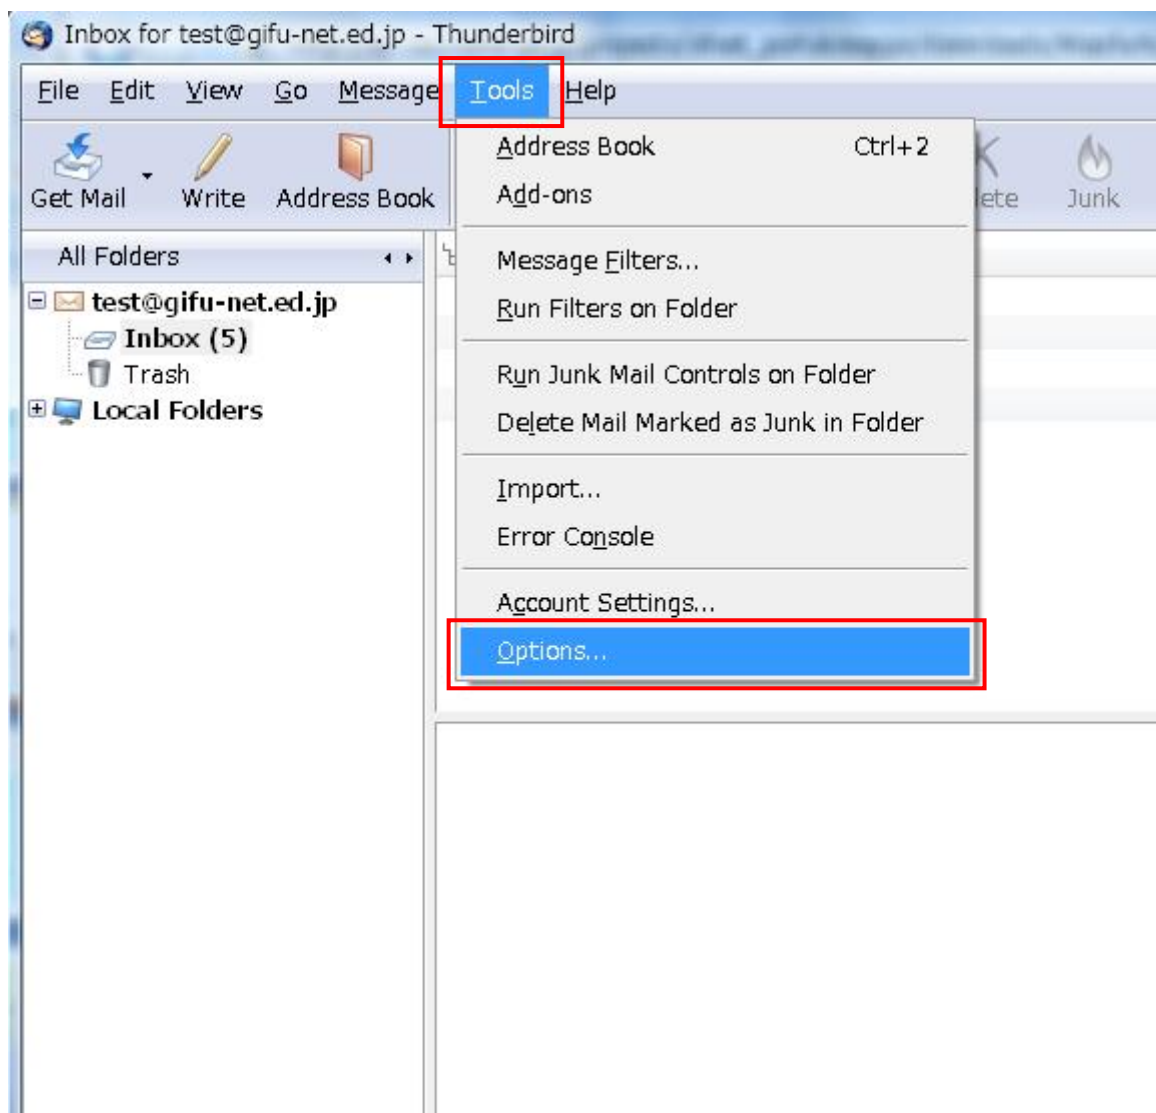 Inbox for test@gifu-net.ed.jp - Thunderbird
File Edit View Go Message Tools Help
Get Mail Write Address Book Junk
Address Book Ctrl+2
Add-ons
Message Filters...
Run Filters on Folder
Run Junk Mail Controls on Folder
Delete Mail Marked as Junk in Folder
Import...
Error Console
Account Settings...
Options...
All Folders
test@gifu-net.ed.jp
Inbox (5)
Trash
Local Folders